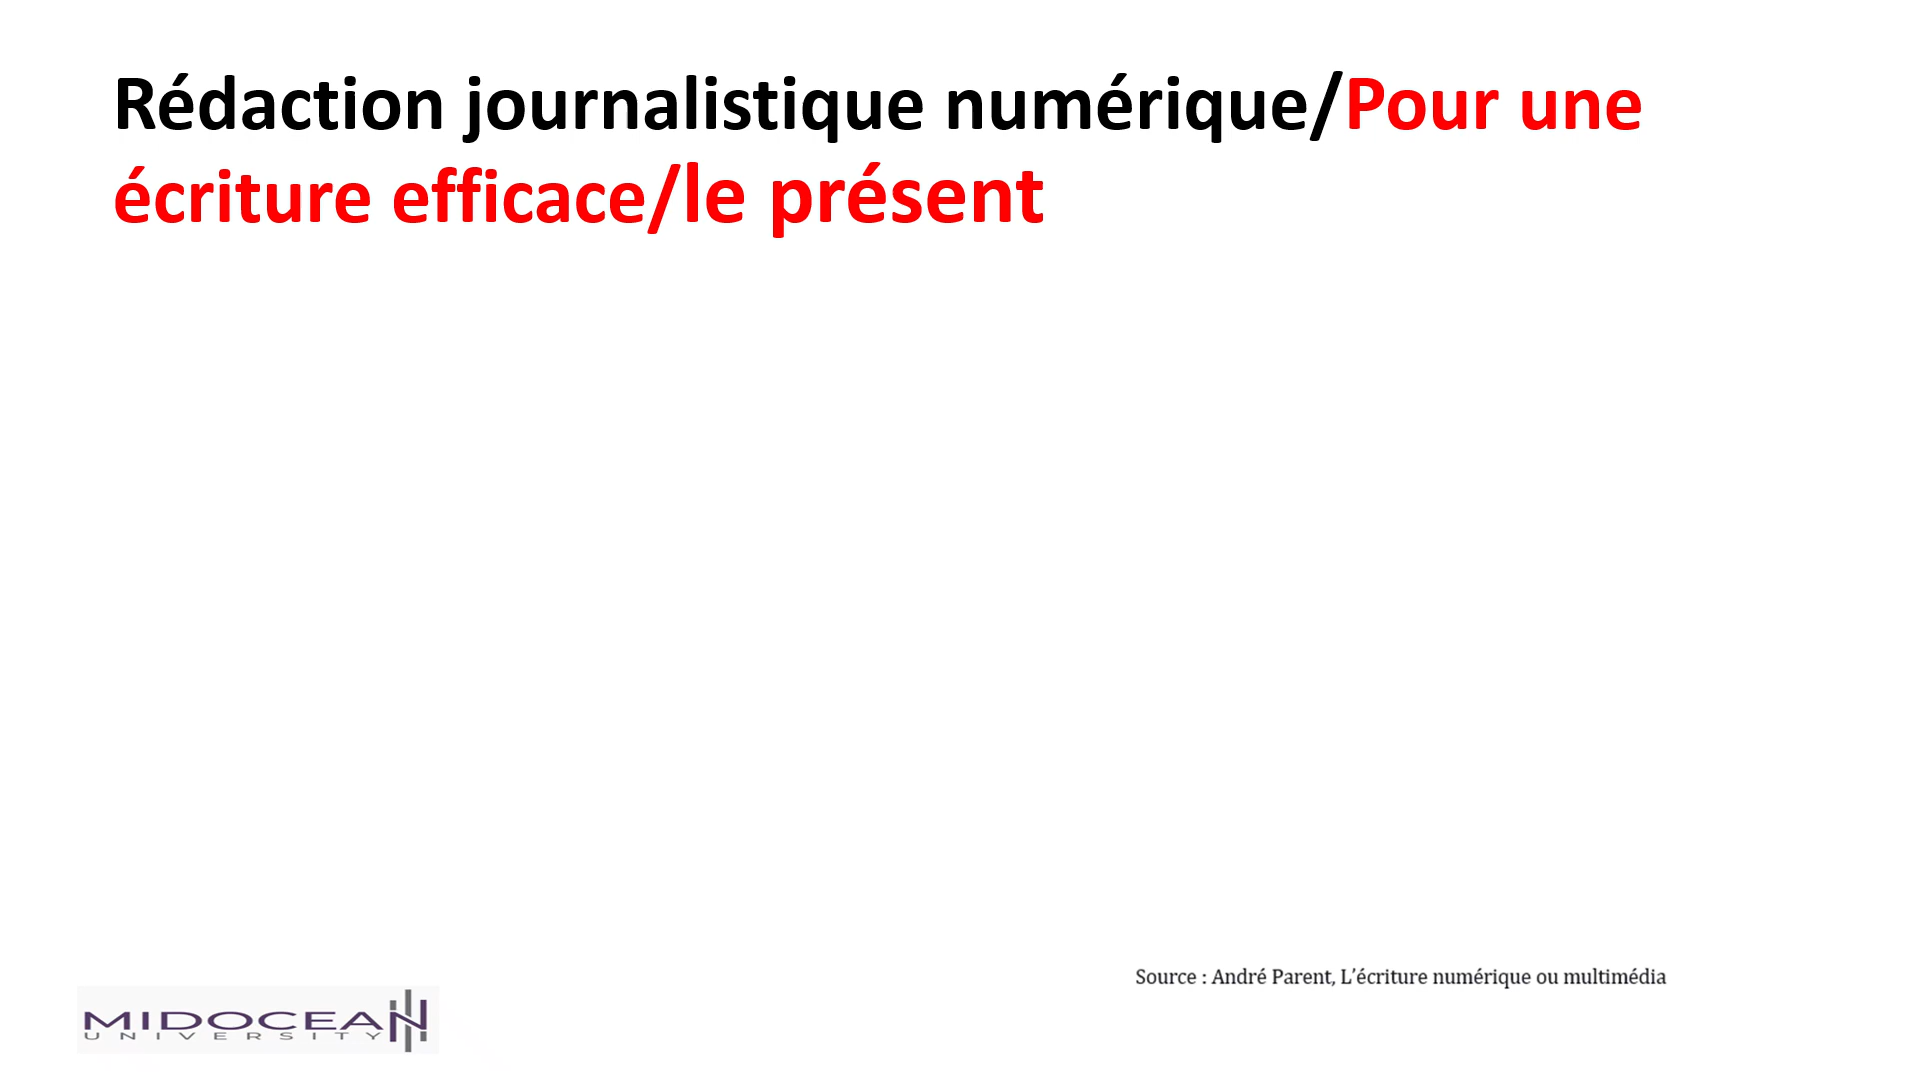 Rédaction journalistique numérique/Pour une
écriture efficace/le présent
Source : André Parent, L’écriture numérique ou multimédia
MIDOCEAN
UNIVERSITY